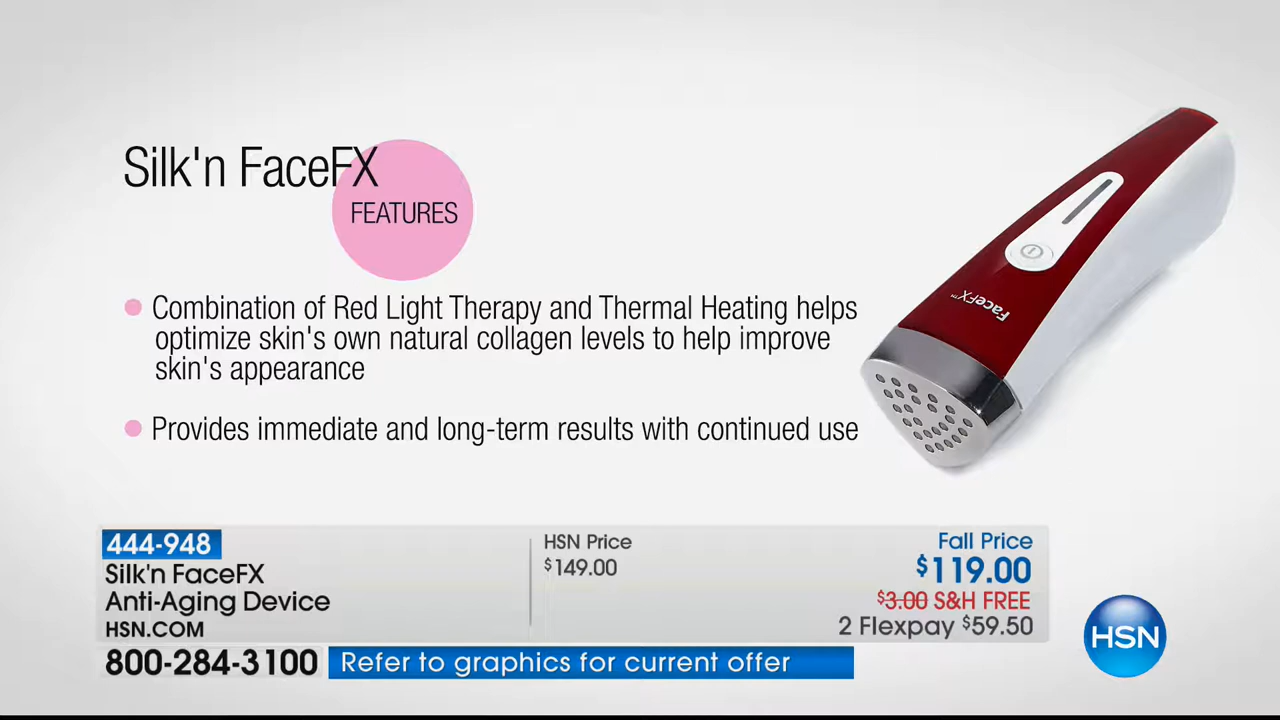 Silk'n FaceFX
FEATURES
Combination of Red Light Therapy and Thermal Heating helps
optimize skin's own natural collagen levels to help improve
skin's appearance
Provides immediate and long-term results with continued use
FaceFX™
444-948
Silk'n FaceFX
Anti-Aging Device
HSN.COM
HSN Price
$149.00
Fall Price
$119.00
$3.00 S&H FREE
2 Flexpay $59.50
800-284-3100
Refer to graphics for current offer
HSN